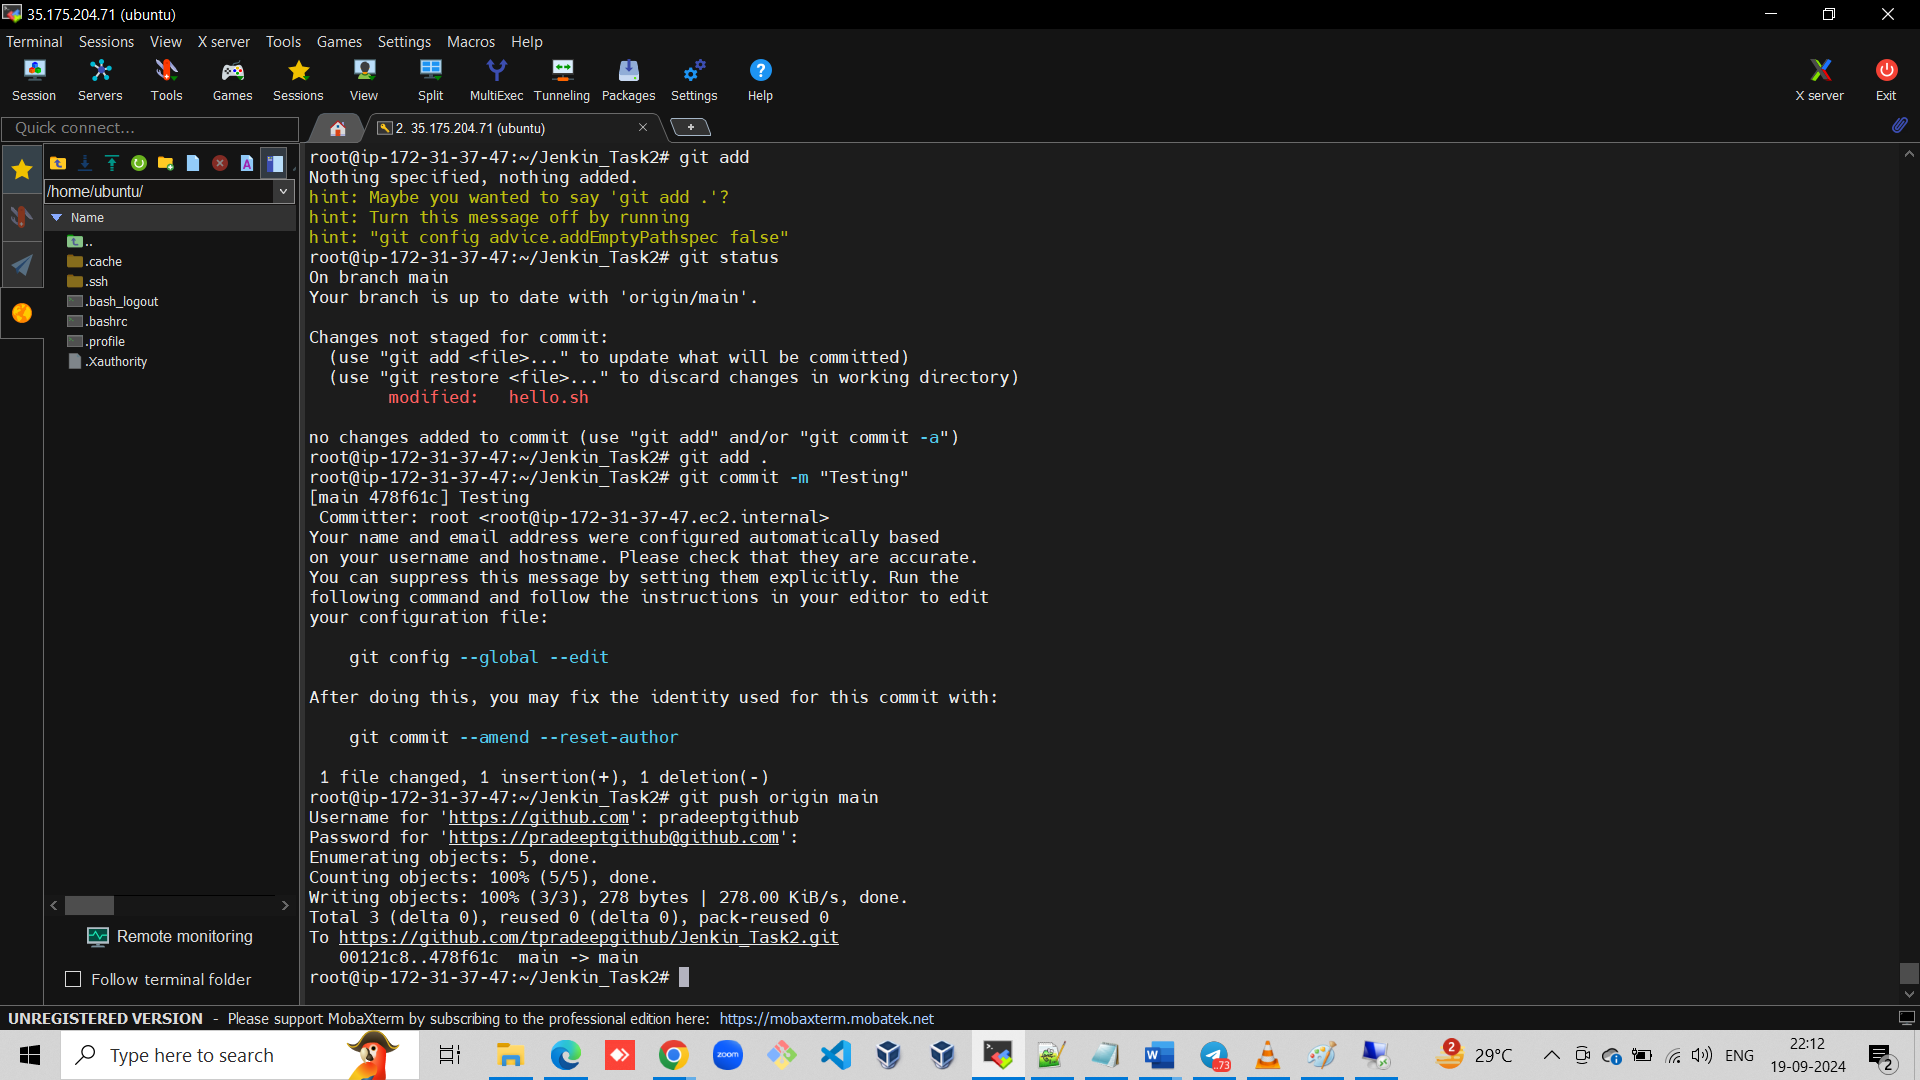 35.175.204.71 (ubuntu)
Terminal Sessions View X server Tools Games Settings Macros Help
Session Servers Tools Games Sessions View Split MultiExec Tunneling Packages Settings Help X server Exit
Quick connect...
2. 35.175.204.71 (ubuntu)
/home/ubuntu/
Name
..
.cache
.ssh
.bash_logout
.bashrc
.profile
.Xauthority
Remote monitoring
Follow terminal folder
root@ip-172-31-37-47:~/Jenkin_Task2# git add
Nothing specified, nothing added.
hint: Maybe you wanted to say 'git add .'?
hint: Turn this message off by running
hint: "git config advice.addEmptyPathspec false"
root@ip-172-31-37-47:~/Jenkin_Task2# git status
On branch main
Your branch is up to date with 'origin/main'.
Changes not staged for commit:
(use "git add <file>..." to update what will be committed)
(use "git restore <file>..." to discard changes in working directory)
modified: hello.sh
no changes added to commit (use "git add" and/or "git commit -a")
root@ip-172-31-37-47:~/Jenkin_Task2# git add .
root@ip-172-31-37-47:~/Jenkin_Task2# git commit -m "Testing"
[main 478f61c] Testing
Committer: root <root@ip-172-31-37-47.ec2.internal>
Your name and email address were configured automatically based
on your username and hostname. Please check that they are accurate.
You can suppress this message by setting them explicitly. Run the
following command and follow the instructions in your editor to edit
your configuration file:
git config --global --edit
After doing this, you may fix the identity used for this commit with:
git commit --amend --reset-author
1 file changed, 1 insertion(+), 1 deletion(-)
root@ip-172-31-37-47:~/Jenkin_Task2# git push origin main
Username for 'https://github.com': pradeeptgithub
Password for 'https://pradeeptgithub@github.com':
Enumerating objects: 5, done.
Counting objects: 100% (5/5), done.
Writing objects: 100% (3/3), 278 bytes | 278.00 KiB/s, done.
Total 3 (delta 0), reused 0 (delta 0), pack-reused 0
To https://github.com/tpradeepgithub/Jenkin_Task2.git
00121c8..478f61c main -> main
root@ip-172-31-37-47:~/Jenkin_Task2#
UNREGISTERED VERSION - Please support MobaXterm by subscribing to the professional edition here: https://mobaxterm.mobatek.net
Type here to search
zoom
..73
2
29°C
ENG
22:12
19-09-2024
2